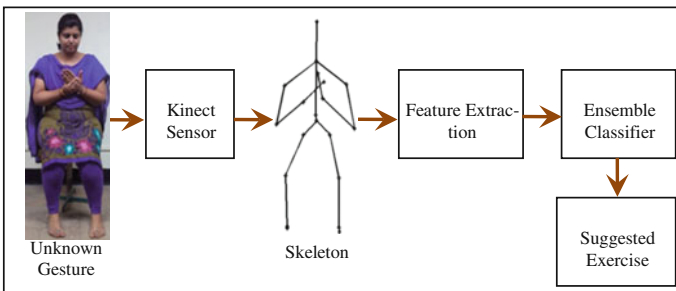 Unknown
Gesture
Kinect
Sensor
Skeleton
Feature Extrac-
tion
Ensemble
Classifier
Suggested
Exercise